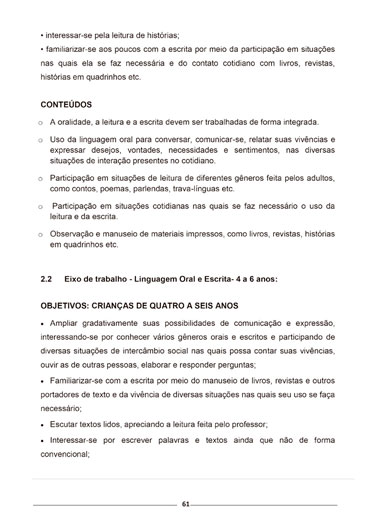 • interessar-se pela leitura de histórias;
• familiarizar-se aos poucos com a escrita por meio da participação em situações
nas quais ela se faz necessária e do contato cotidiano com livros, revistas,
histórias em quadrinhos etc.
CONTEÚDOS
o A oralidade, a leitura e a escrita devem ser trabalhadas de forma integrada.
o Uso da linguagem oral para conversar, comunicar-se, relatar suas vivências e
expressar desejos, vontades, necessidades e sentimentos, nas diversas
situações de interação presentes no cotidiano.
o Participação em situações de leitura de diferentes gêneros feita pelos adultos,
como contos, poemas, parlendas, trava-línguas etc.
o Participação em situações cotidianas nas quais se faz necessário o uso da
leitura e da escrita.
o Observação e manuseio de materiais impressos, como livros, revistas, histórias
em quadrinhos etc.
2.2 Eixo de trabalho - Linguagem Oral e Escrita- 4 a 6 anos:
OBJETIVOS: CRIANÇAS DE QUATRO A SEIS ANOS
• Ampliar gradativamente suas possibilidades de comunicação e expressão,
interessando-se por conhecer vários gêneros orais e escritos e participando de
diversas situações de intercâmbio social nas quais possa contar suas vivências,
ouvir as de outras pessoas, elaborar e responder perguntas;
• Familiarizar-se com a escrita por meio do manuseio de livros, revistas e outros
portadores de texto e da vivência de diversas situações nas quais seu uso se faça
necessário;
• Escutar textos lidos, apreciando a leitura feita pelo professor;
• Interessar-se por escrever palavras e textos ainda que não de forma
convencional;
61